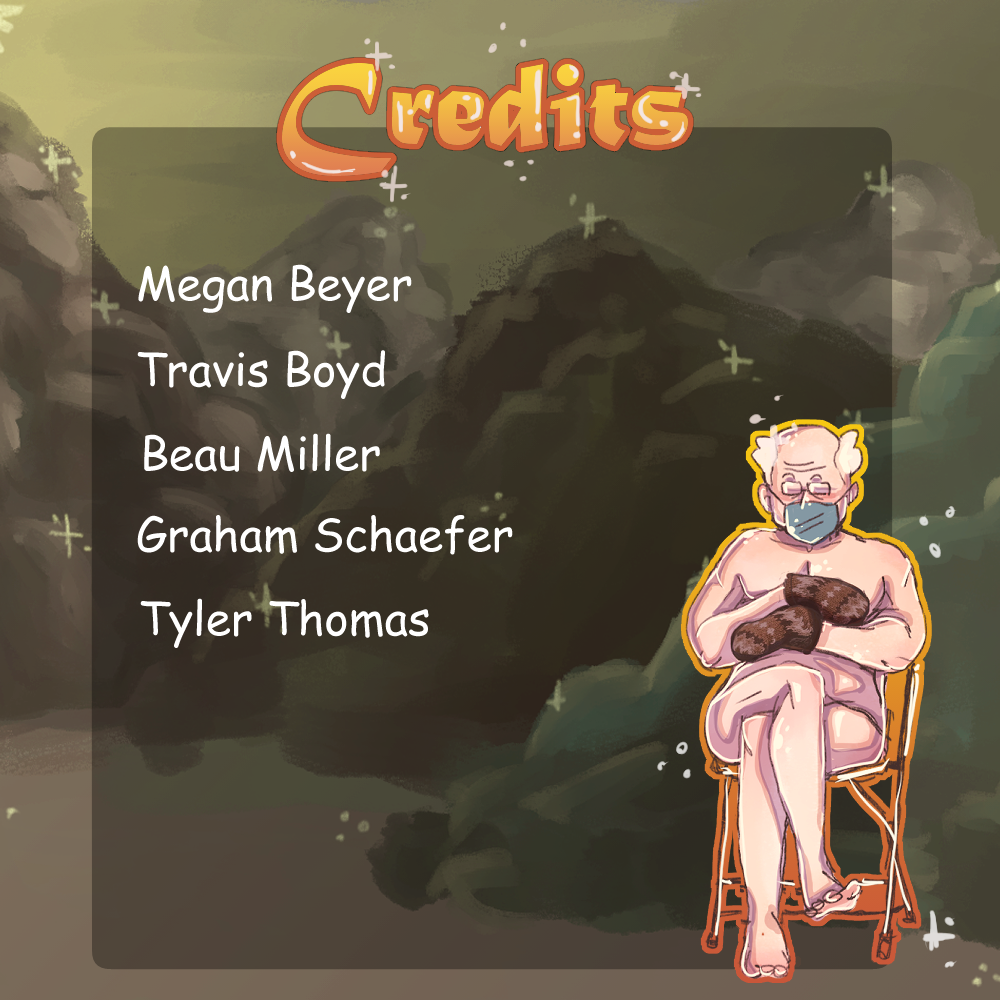 Credits
Megan Beyer
Travis Boyd
Beau Miller
Graham Schaefer
Tyler Thomas